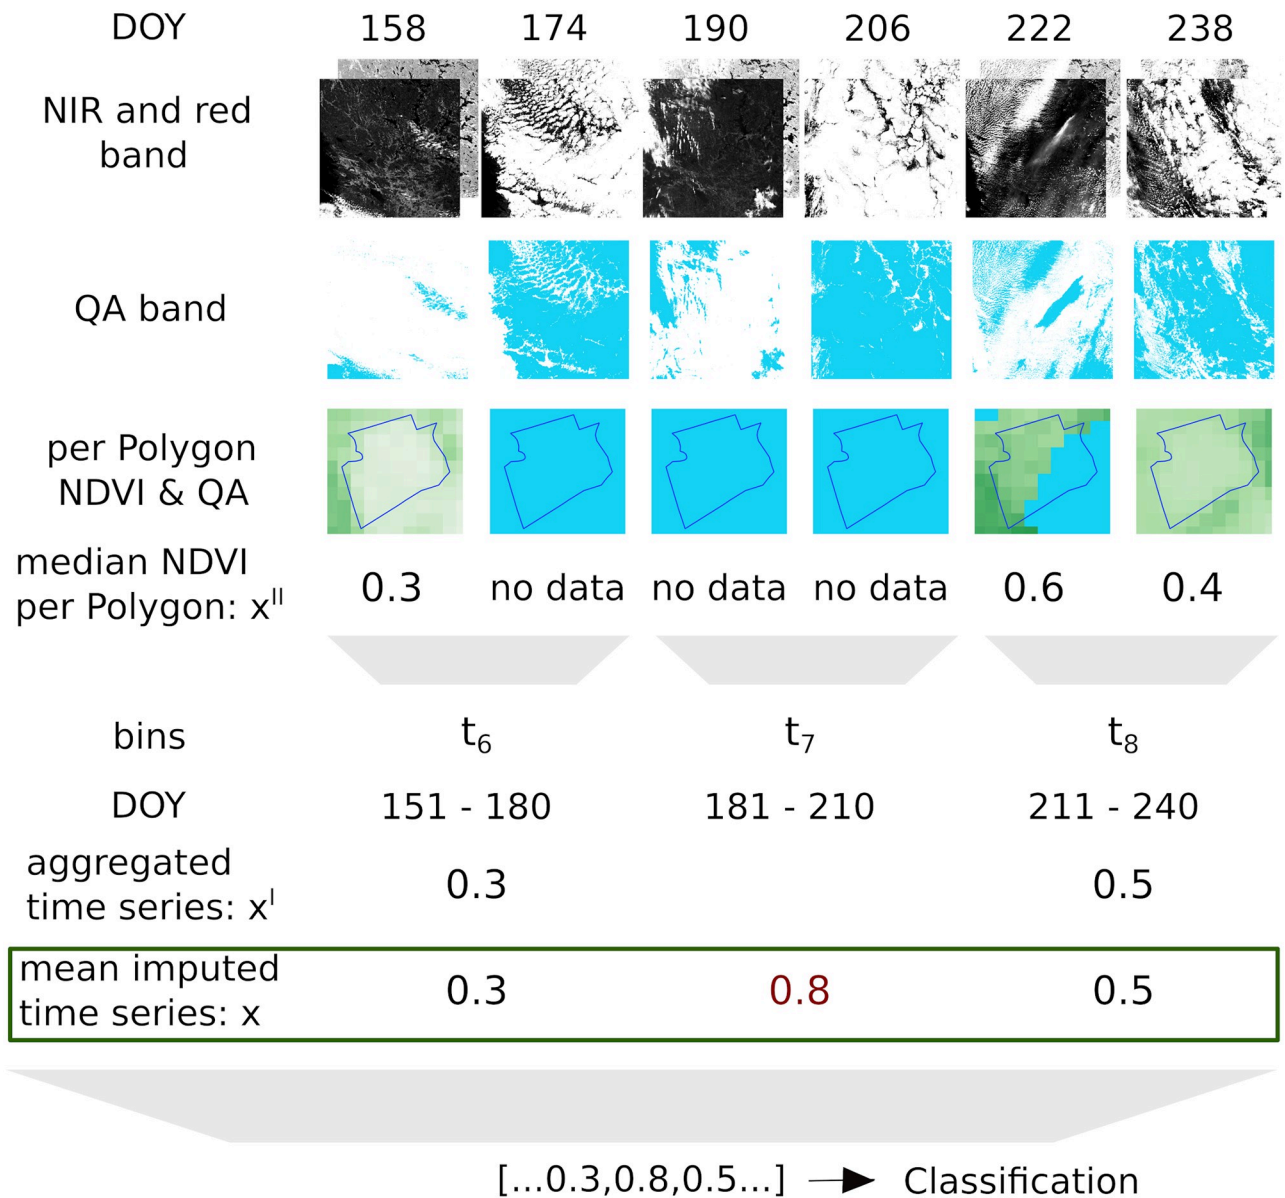 DOY 158 174 190 206 222 238
NIR and red
band
QA band
per Polygon
NDVI & QA
median NDVI
per Polygon: xˡˡ
0.3 no data no data no data 0.6 0.4
bins t₆ t₇ t₈
DOY 151 - 180 181 - 210 211 - 240
aggregated
time series: xˡ
0.3 0.5
mean imputed
time series: x
0.3 0.8 0.5
[...0.3,0.8,0.5...] Classification